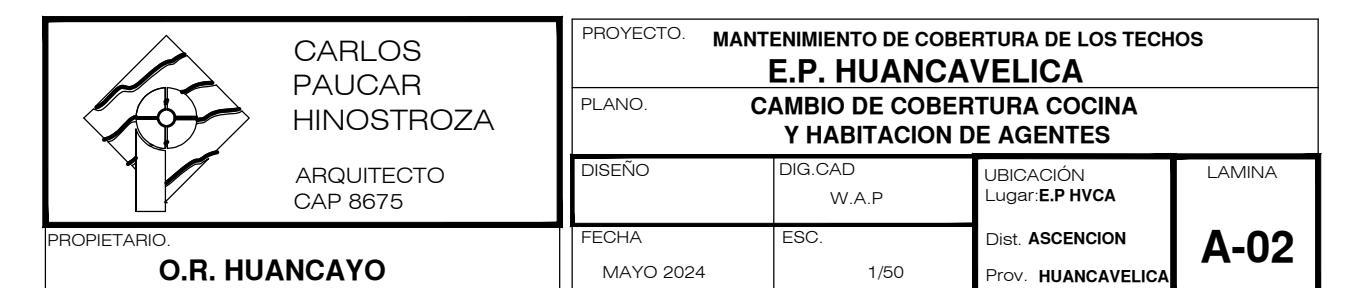 CARLOS
PAUCAR
HINOSTROZA
ARQUITECTO
CAP 8675
PROPIETARIO.
O.R. HUANCAYO
PROYECTO. MANTENIMIENTO DE COBERTURA DE LOS TECHOS
E.P. HUANCAVELICA
PLANO. CAMBIO DE COBERTURA COCINA
Y HABITACION DE AGENTES
DISEÑO
DIG.CAD
W.A.P
FECHA
MAYO 2024
ESC.
1/50
UBICACIÓN
Lugar:E.P HVCA
Dist. ASCENCION
Prov. HUANCAVELICA
LAMINA
A-02